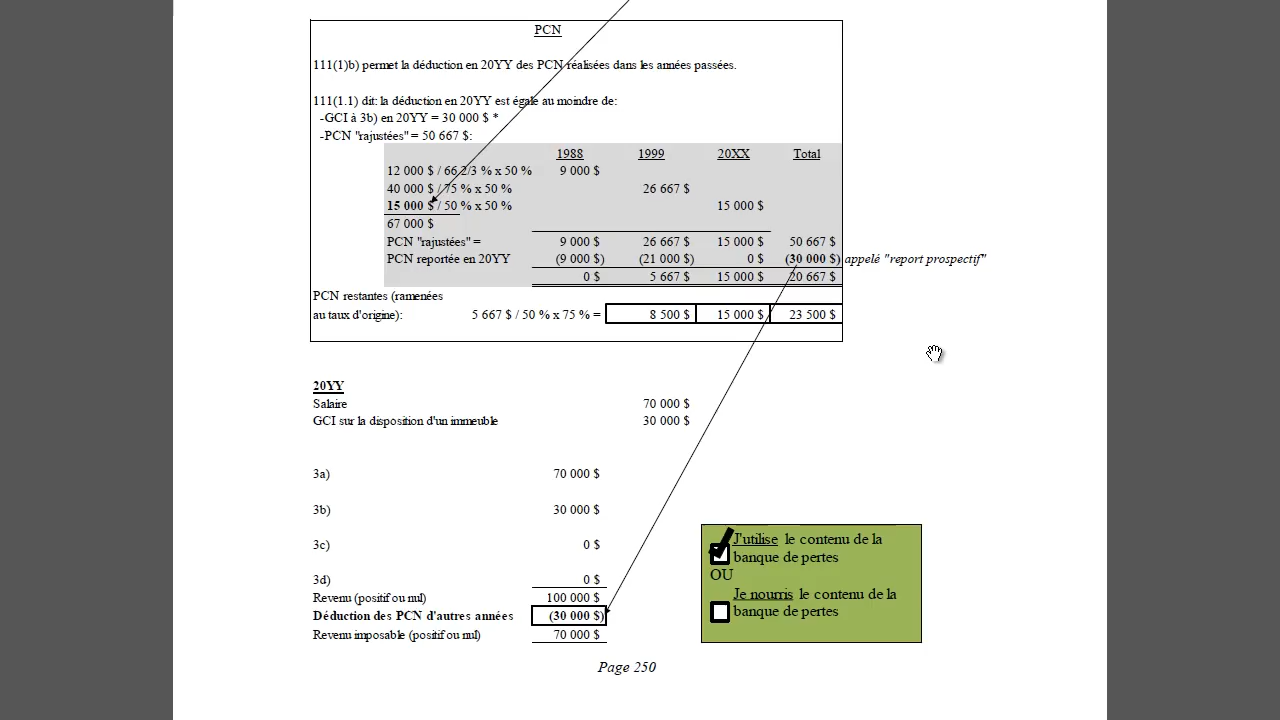 PCN
111(1)b) permet la déduction en 20YY des PCN réalisées dans les années passées.
111(1.1) dit: la déduction en 20YY est égale au moindre de:
-GCI à 3b) en 20YY = 30 000 $ *
-PCN "rajustées" = 50 667 $:
1988 1999 20XX Total
12 000 $ / 66 2/3 % x 50 % 9 000 $
40 000 $ / 75 % x 50 % 26 667 $
15 000 $ / 50 % x 50 % 15 000 $
67 000 $
PCN "rajustées" = 9 000 $ 26 667 $ 15 000 $ 50 667 $
PCN reportée en 20YY (9 000 $) (21 000 $) 0 $ (30 000 $) appelé "report prospectif"
0 $ 5 667 $ 15 000 $ 20 667 $
PCN restantes (ramenées
au taux d'origine): 5 667 $ / 50 % x 75 % = 8 500 $ 15 000 $ 23 500 $
20YY
Salaire 70 000 $
GCI sur la disposition d'un immeuble 30 000 $
3a) 70 000 $
3b) 30 000 $
3c) 0 $
3d) 0 $
Revenu (positif ou nul) 100 000 $
Déduction des PCN d'autres années (30 000 $)
Revenu imposable (positif ou nul) 70 000 $
J'utilise le contenu de la
banque de pertes
OU
Je nourris le contenu de la
banque de pertes
Page 250